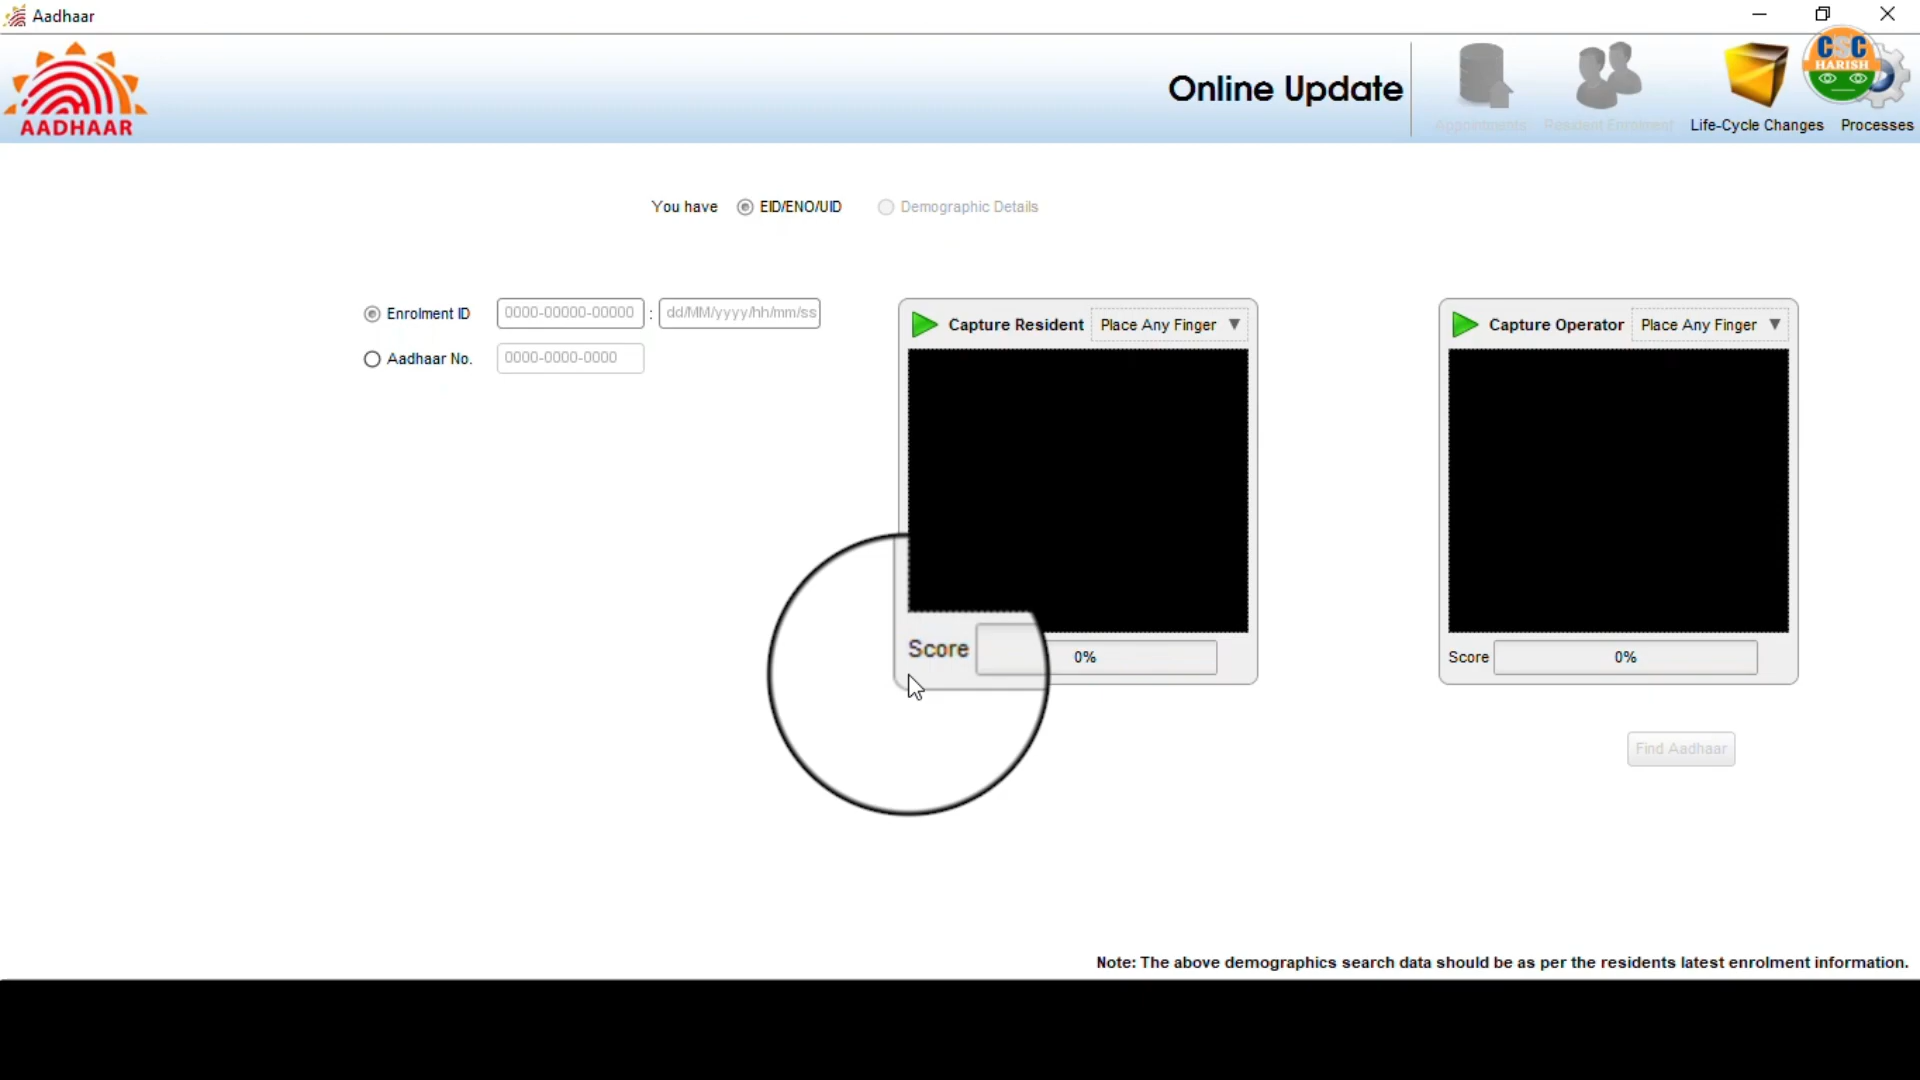 Aadhaar
AADHAAR
Online Update
Appointments
Resident Enrolment
Life-Cycle Changes
CSC
HARISH
Processes
You have
EID/ENO/UID
Demographic Details
Enrolment ID
0000-00000-00000
:
dd/MM/yyyy/hh/mm/ss
Aadhaar No.
0000-0000-0000
Capture Resident
Place Any Finger
Score
0%
Capture Operator
Place Any Finger
Score
0%
Find Aadhaar
Note: The above demographics search data should be as per the residents latest enrolment information.